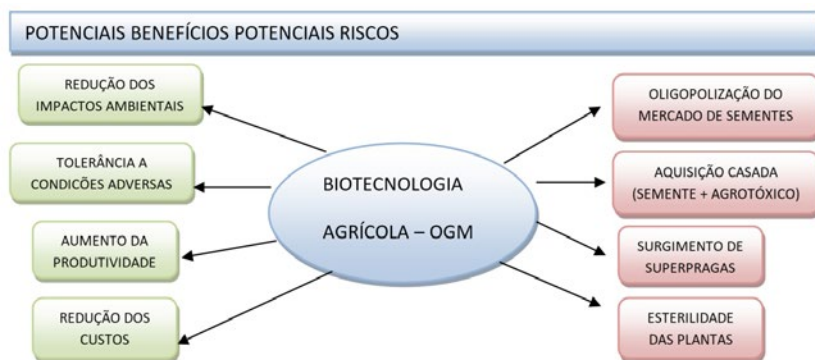 POTENCIAIS BENEFÍCIOS POTENCIAIS RISCOS
REDUÇÃO DOS
IMPACTOS AMBIENTAIS
TOLERÂNCIA A
CONDICÕES ADVERSAS
AUMENTO DA
PRODUTIVIDADE
REDUÇÃO DOS
CUSTOS
BIOTECNOLOGIA
AGRÍCOLA – OGM
OLIGOPOLIZAÇÃO DO
MERCADO DE SEMENTES
AQUISIÇÃO CASADA
(SEMENTE + AGROTÓXICO)
SURGIMENTO DE
SUPERPRAGAS
ESTERILIDADE
DAS PLANTAS